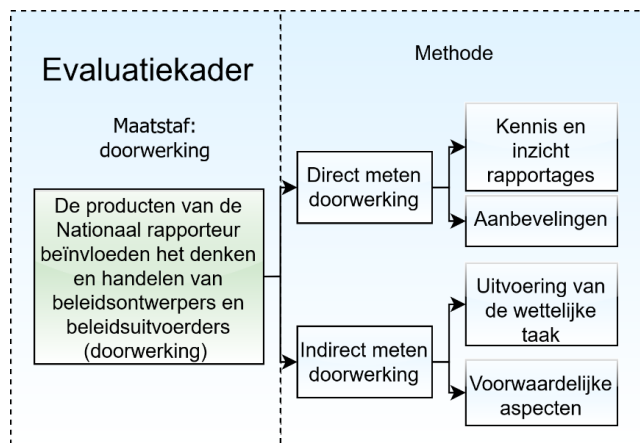 Evaluatiekader
Maatstaf:
doorwerking
De producten van de
Nationaal rapporteur
beïnvloeden het denken
en handelen van
beleidsontwerpers en
beleidsuitvoerders
(doorwerking)
Methode
Direct meten
doorwerking
Kennis en
inzicht
rapportages
Aanbevelingen
Indirect meten
doorwerking
Uitvoering van
de wettelijke
taak
Voorwaardelijke
aspecten